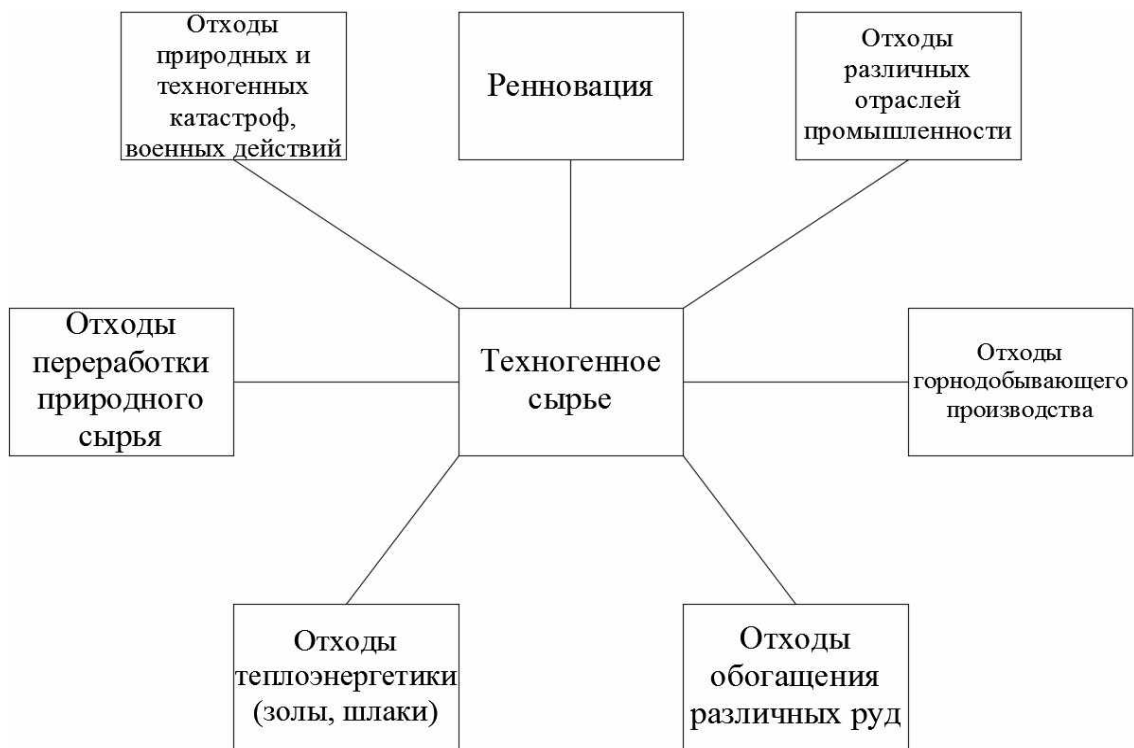 Отходы
природных и
техногенных
катастроф,
военных действий
Ренновация
Отходы
различных
отраслей
промышленности
Отходы
переработки
природного
сырья
Техногенное
сырье
Отходы
горнодобывающего
производства
Отходы
теплоэнергетики
(золы, шлаки)
Отходы
обогащения
различных руд